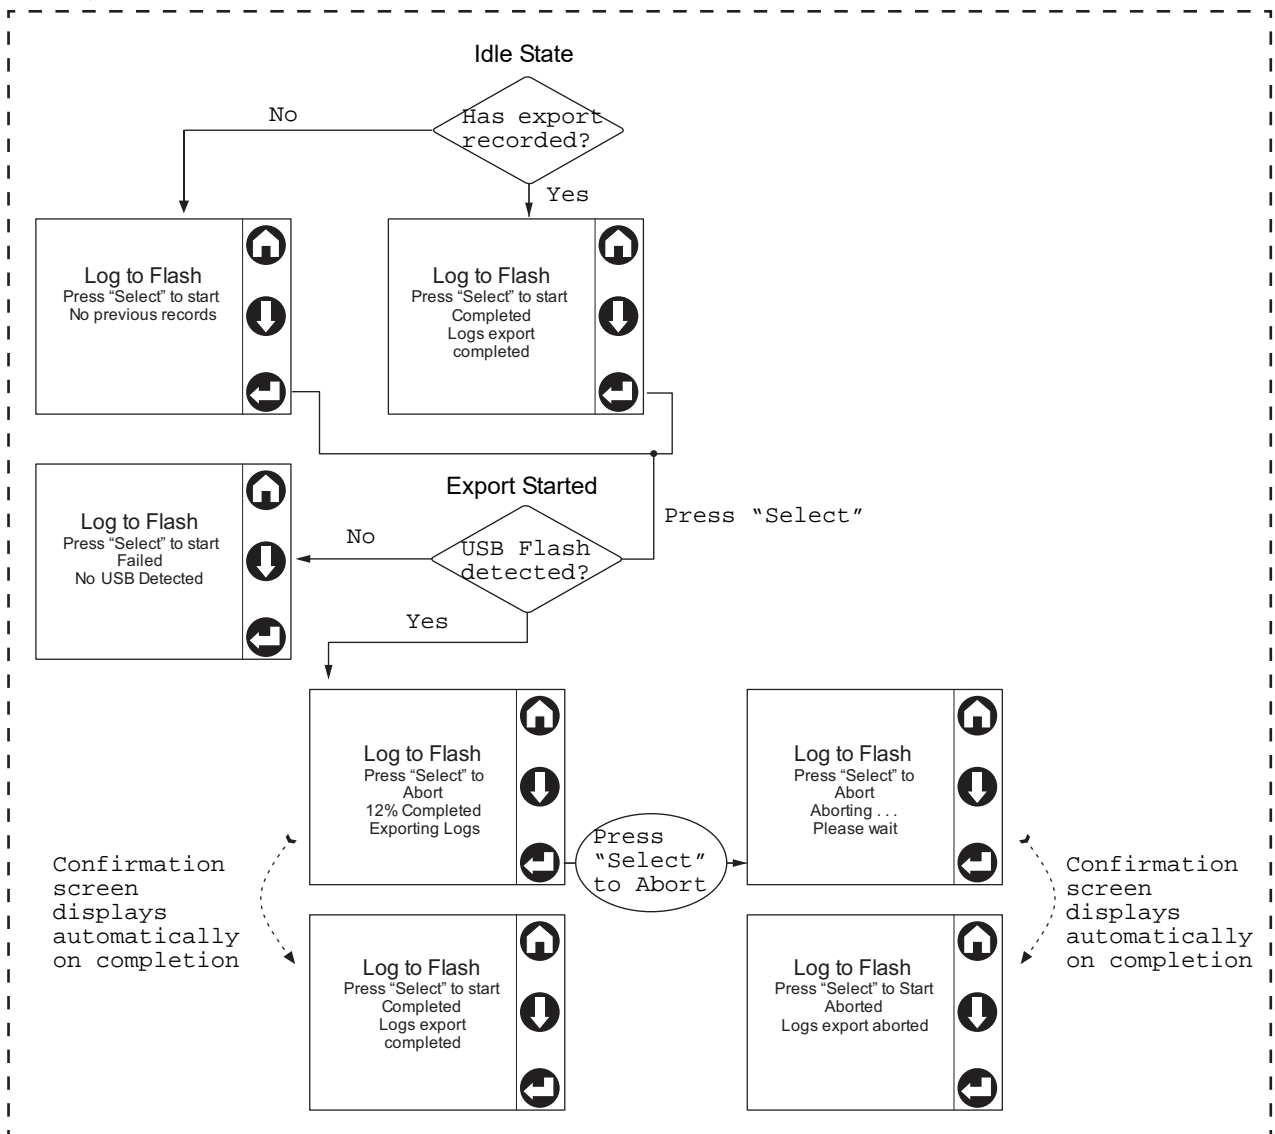 Idle State
Has export
recorded?
No
Yes
Log to Flash
Press “Select” to start
No previous records
Log to Flash
Press “Select” to start
Completed
Logs export
completed
Log to Flash
Press “Select” to start
Failed
No USB Detected
Export Started
USB Flash
detected?
No
Press “Select”
Yes
Log to Flash
Press “Select” to
Abort
12% Completed
Exporting Logs
Press
“Select”
to Abort
Log to Flash
Press “Select” to
Abort
Aborting . . .
Please wait
Confirmation
screen
displays
automatically
on completion
Log to Flash
Press “Select” to start
Completed
Logs export
completed
Log to Flash
Press “Select” to Start
Aborted
Logs export aborted
Confirmation
screen
displays
automatically
on completion